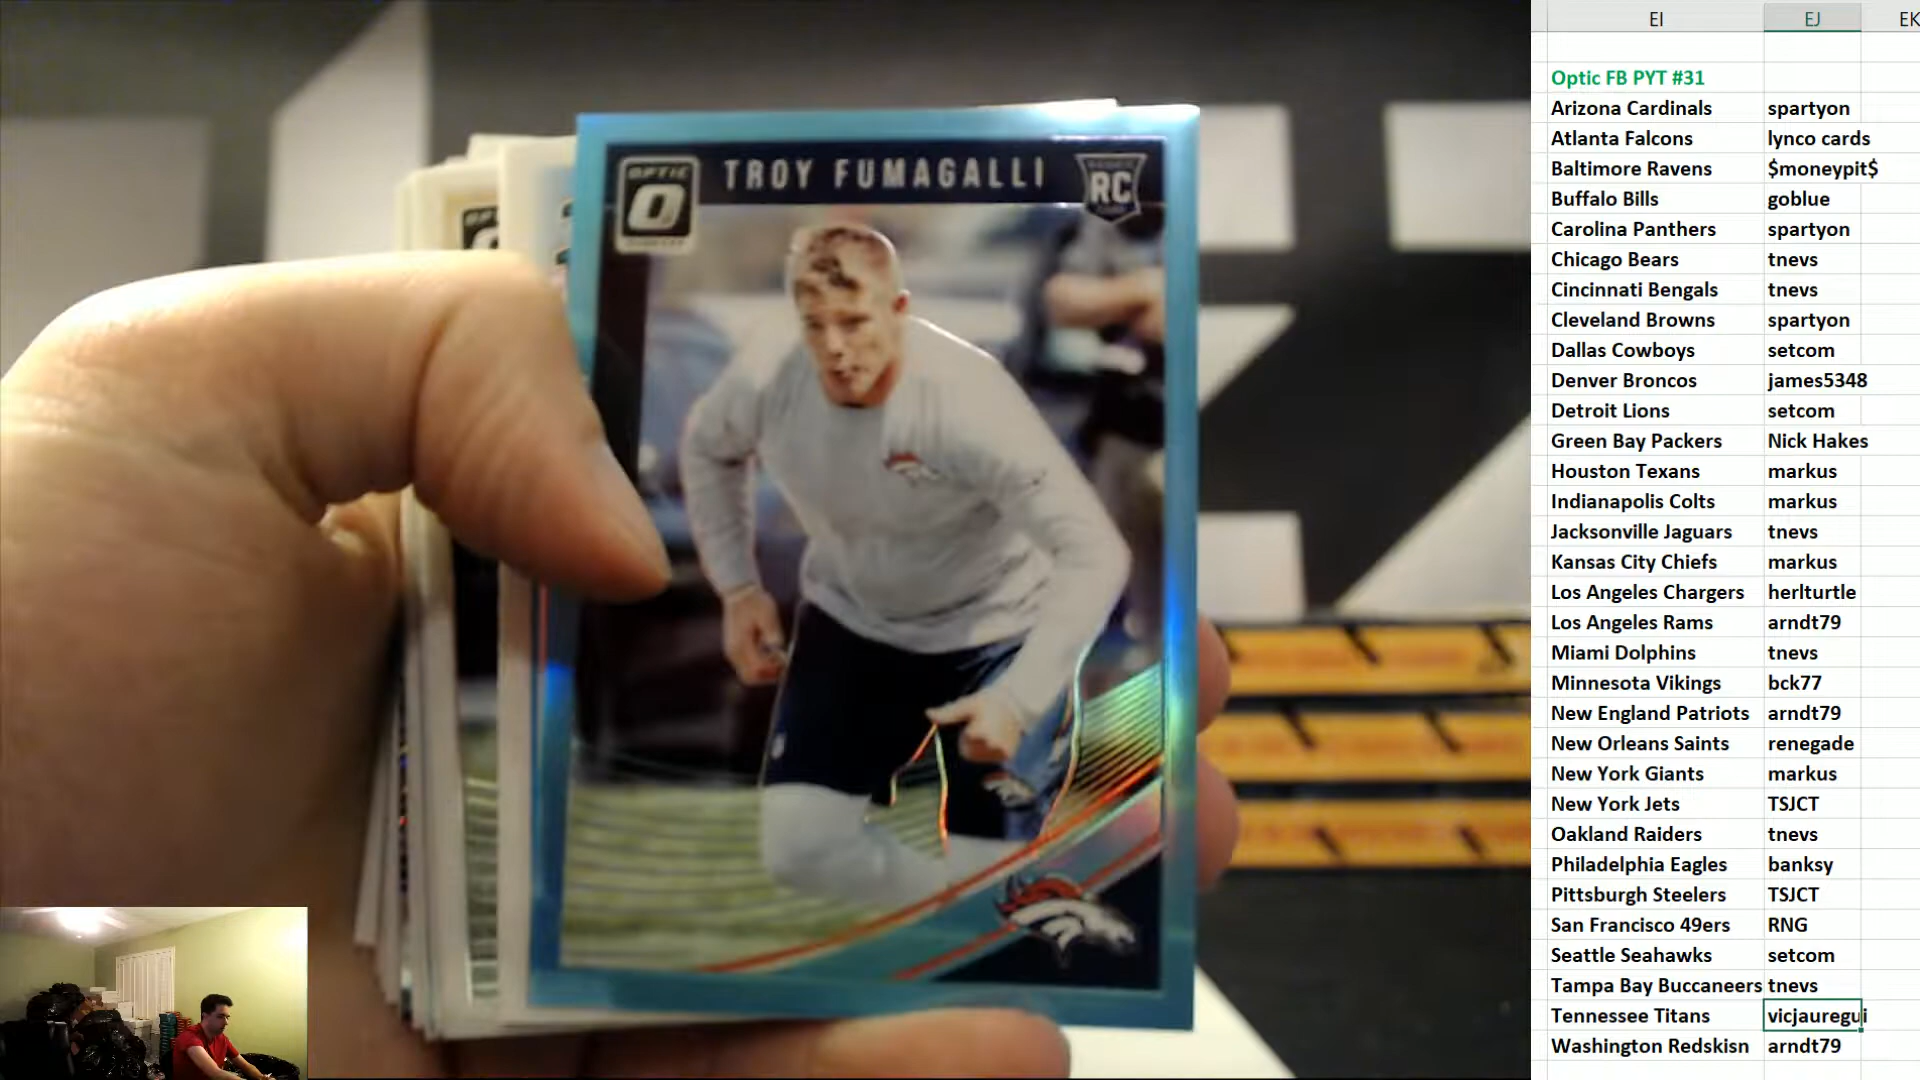 OPTIC
TROY FUMAGALLI
RC
EI EJ EK
Optic FB PYT #31
Arizona Cardinals spartyon
Atlanta Falcons lynco cards
Baltimore Ravens $moneypit$
Buffalo Bills goblue
Carolina Panthers spartyon
Chicago Bears tnevs
Cincinnati Bengals tnevs
Cleveland Browns spartyon
Dallas Cowboys setcom
Denver Broncos james5348
Detroit Lions setcom
Green Bay Packers Nick Hakes
Houston Texans markus
Indianapolis Colts markus
Jacksonville Jaguars tnevs
Kansas City Chiefs markus
Los Angeles Chargers herlturtle
Los Angeles Rams arndt79
Miami Dolphins tnevs
Minnesota Vikings bck77
New England Patriots arndt79
New Orleans Saints renegade
New York Giants markus
New York Jets TSJCT
Oakland Raiders tnevs
Philadelphia Eagles banksy
Pittsburgh Steelers TSJCT
San Francisco 49ers RNG
Seattle Seahawks setcom
Tampa Bay Buccaneers tnevs
Tennessee Titans vicjauregui
Washington Redskisn arndt79